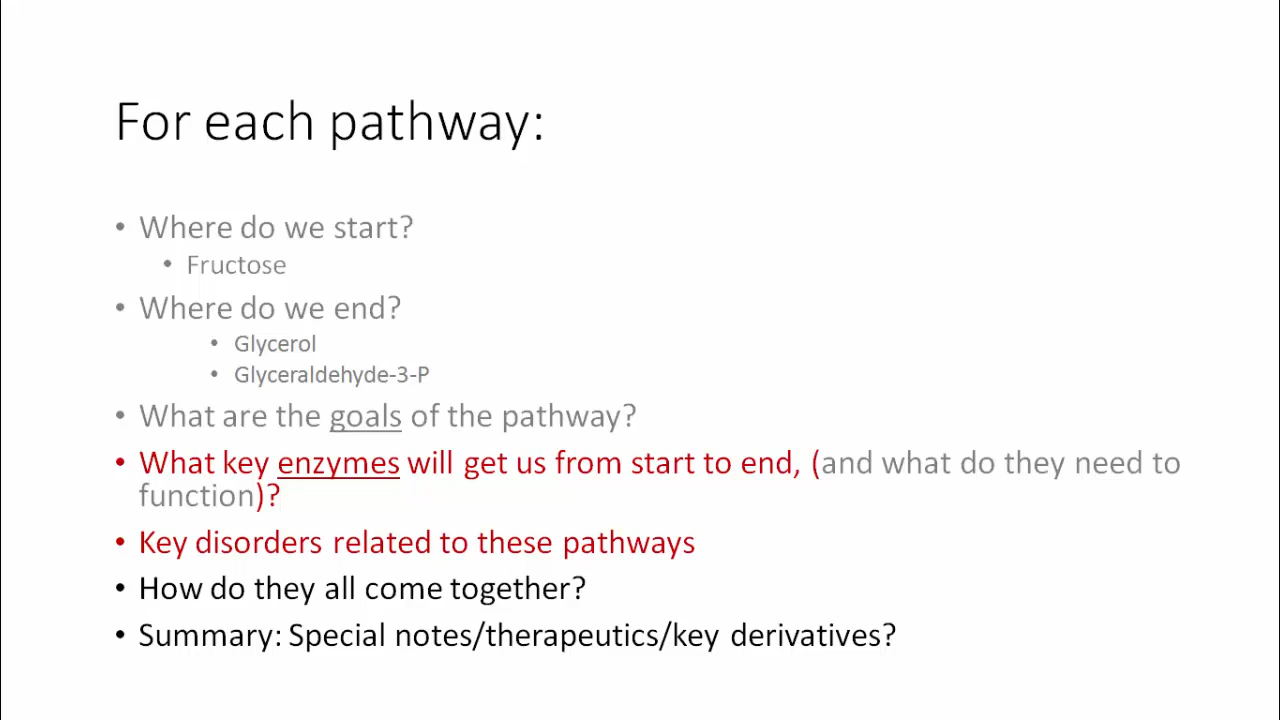 For each pathway:
• Where do we start?
• Fructose
• Where do we end?
• Glycerol
• Glyceraldehyde-3-P
• What are the goals of the pathway?
• What key enzymes will get us from start to end, (and what do they need to
function)?
• Key disorders related to these pathways
• How do they all come together?
• Summary: Special notes/therapeutics/key derivatives?